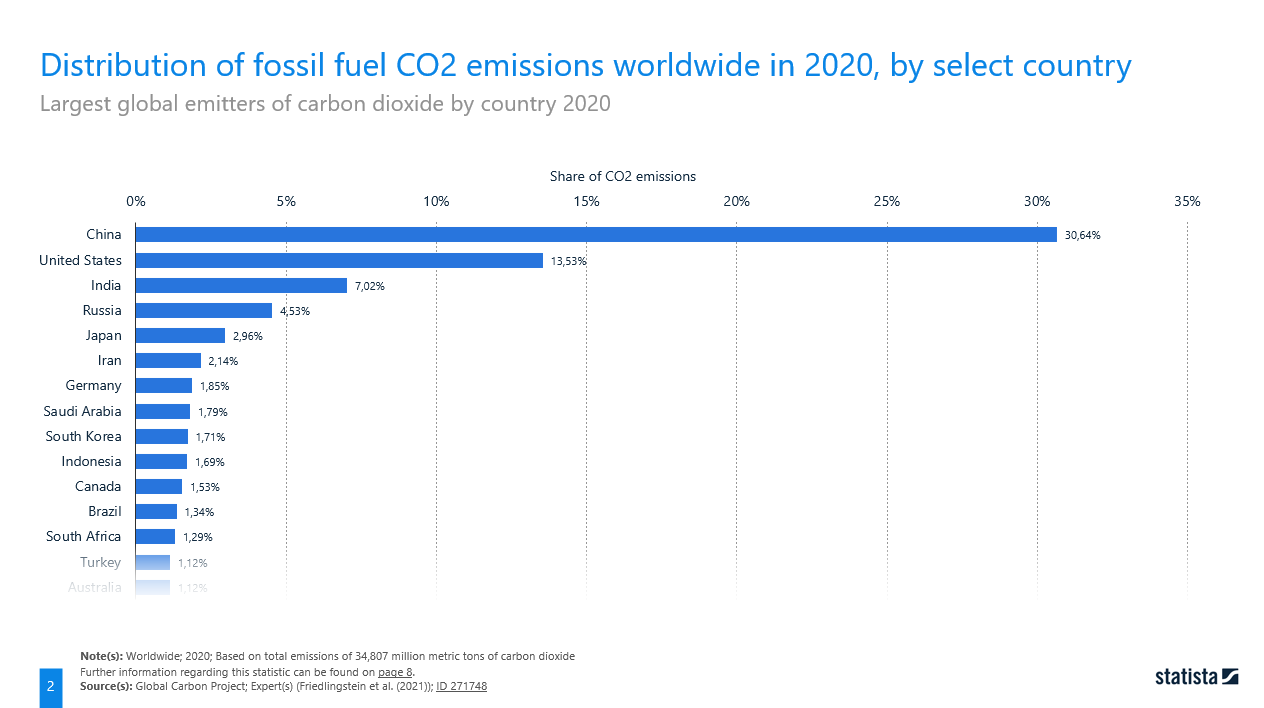 Distribution of fossil fuel CO2 emissions worldwide in 2020, by select country
Largest global emitters of carbon dioxide by country 2020
Share of CO2 emissions
0% 5% 10% 15% 20% 25% 30% 35%
China 30,64%
United States 13,53%
India 7,02%
Russia 4,53%
Japan 2,96%
Iran 2,14%
Germany 1,85%
Saudi Arabia 1,79%
South Korea 1,71%
Indonesia 1,69%
Canada 1,53%
Brazil 1,34%
South Africa 1,29%
Turkey 1,12%
Australia 1,12%
Note(s): Worldwide; 2020; Based on total emissions of 34,807 million metric tons of carbon dioxide
Further information regarding this statistic can be found on page 8.
Source(s): Global Carbon Project; Expert(s) (Friedlingstein et al. (2021)); ID 271748
2
statista